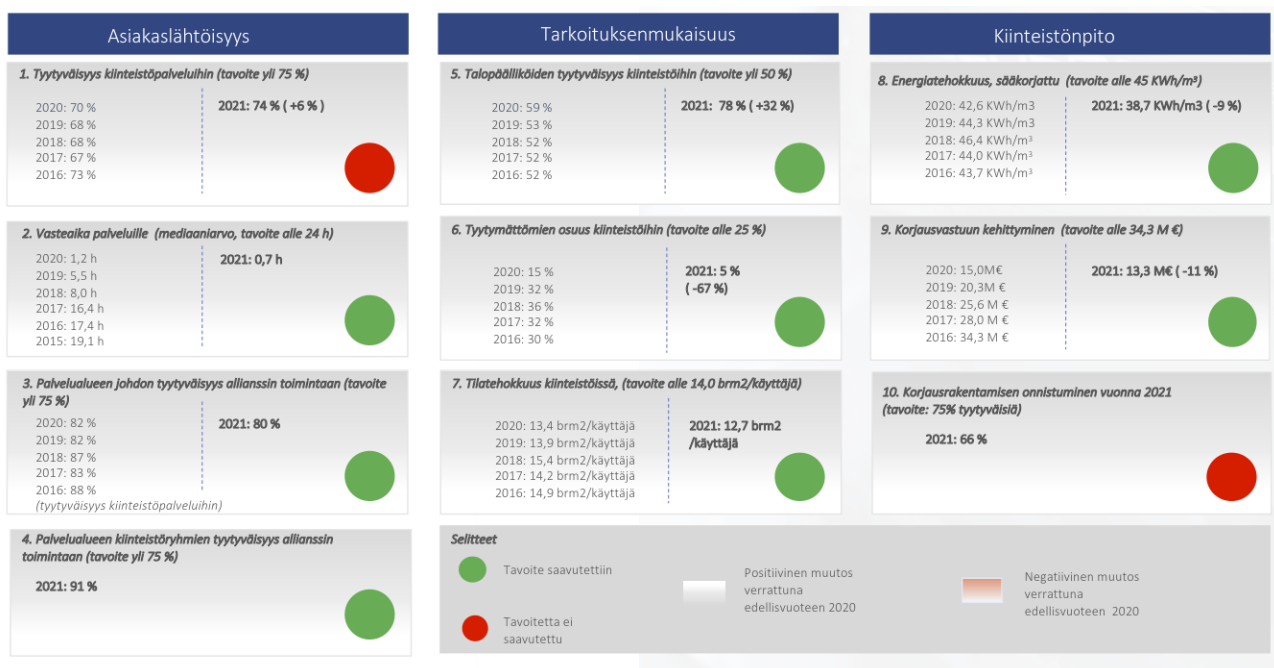 Asiakaslähtöisyys
1. Tyytyväisyys kiinteistöpalveluihin (tavoite yli 75 %)
2020: 70 %
2019: 68 %
2018: 68 %
2017: 67 %
2016: 73 %
2021: 74 % ( +6 % )
2. Vasteaika palveluille (mediaaniarvo, tavoite alle 24 h)
2020: 1,2 h
2019: 5,5 h
2018: 8,0 h
2017: 16,4 h
2016: 17,4 h
2015: 19,1 h
2021: 0,7 h
3. Palvelualueen johdon tyytyväisyys allianssin toimintaan (tavoite
yli 75 %)
2020: 82 %
2019: 82 %
2018: 87 %
2017: 83 %
2016: 88 %
(tyytyväisyys kiinteistöpalveluihin)
2021: 80 %
4. Palvelualueen kiinteistöryhmien tyytyväisyys allianssin
toimintaan (tavoite yli 75 %)
2021: 91 %
Tarkoituksenmukaisuus
5. Talopäälliköiden tyytyväisyys kiinteistöihin (tavoite yli 50 %)
2020: 59 %
2019: 53 %
2018: 52 %
2017: 52 %
2016: 52 %
2021: 78 % ( +32 %)
6. Tyytymättömien osuus kiinteistöihin (tavoite alle 25 %)
2020: 15 %
2019: 32 %
2018: 36 %
2017: 32 %
2016: 30 %
2021: 5 %
( -67 %)
7. Tilatehokkuus kiinteistöissä, (tavoite alle 14,0 brm2/käyttäjä)
2020: 13,4 brm2/käyttäjä
2019: 13,9 brm2/käyttäjä
2018: 15,4 brm2/käyttäjä
2017: 14,2 brm2/käyttäjä
2016: 14,9 brm2/käyttäjä
2021: 12,7 brm2
/käyttäjä
Kiinteistönpito
8. Energiatehokkuus, sääkorjattu (tavoite alle 45 KWh/m³)
2020: 42,6 KWh/m3
2019: 44,3 KWh/m3
2018: 46,4 KWh/m³
2017: 44,0 KWh/m³
2016: 43,7 KWh/m³
2021: 38,7 KWh/m3 ( -9 %)
9. Korjausvastuun kehittyminen (tavoite alle 34,3 M €)
2020: 15,0M€
2019: 20,3M €
2018: 25,6 M €
2017: 28,0 M €
2016: 34,3 M €
2021: 13,3 M€ ( -11 %)
10. Korjausrakentamisen onnistuminen vuonna 2021
(tavoite: 75% tyytyväisiä)
2021: 66 %
Selitteet
Tavoite saavutettiin
Tavoitetta ei
saavutettu
Positiivinen muutos
verrattuna
edellisvuoteen 2020
Negatiivinen muutos
verrattuna
edellisvuoteen 2020